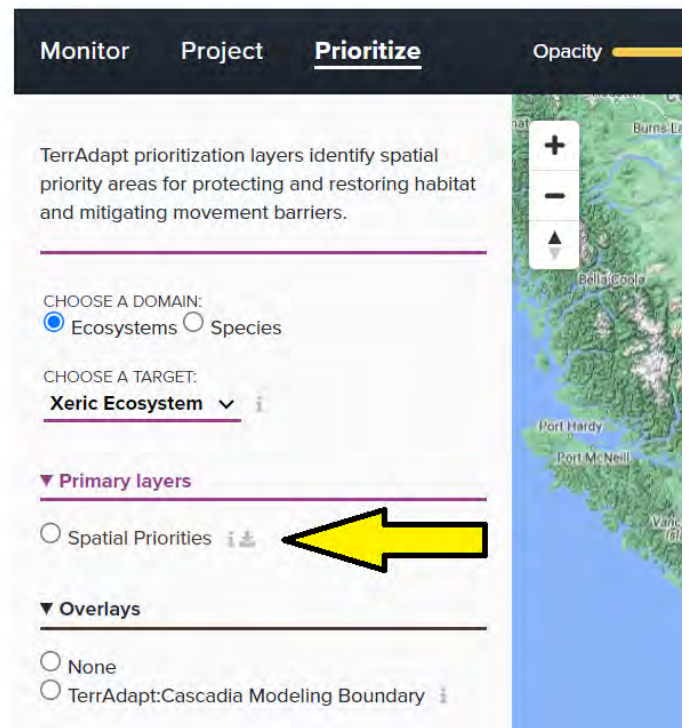 Monitor Project Prioritize Opacity
TerrAdapt prioritization layers identify spatial
priority areas for protecting and restoring habitat
and mitigating movement barriers.
CHOOSE A DOMAIN:
Ecosystems Species
CHOOSE A TARGET:
Xeric Ecosystem
Primary layers
Spatial Priorities
Overlays
None
TerrAdapt:Cascadia Modeling Boundary
Burns
Bella Coola
Port Hardy
Port McNeill